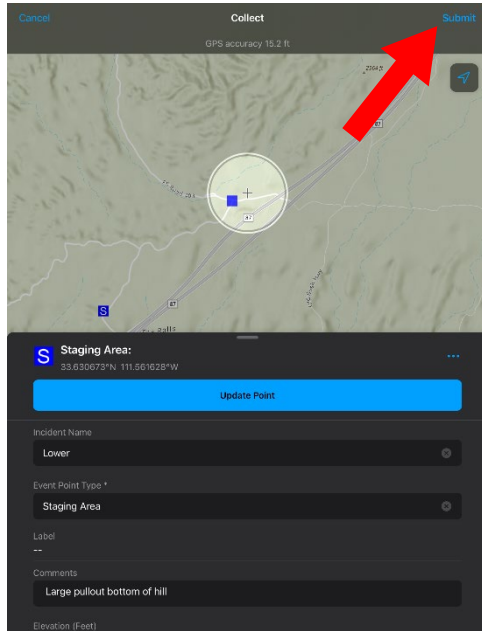 Cancel Collect Submit
GPS accuracy 15.2 ft
87
87
S
87
S Staging Area:
33.630673°N 111.561628°W
Update Point
Incident Name
Lower
Event Point Type *
Staging Area
Label
--
Comments
Large pullout bottom of hill
Elevation (Feet)